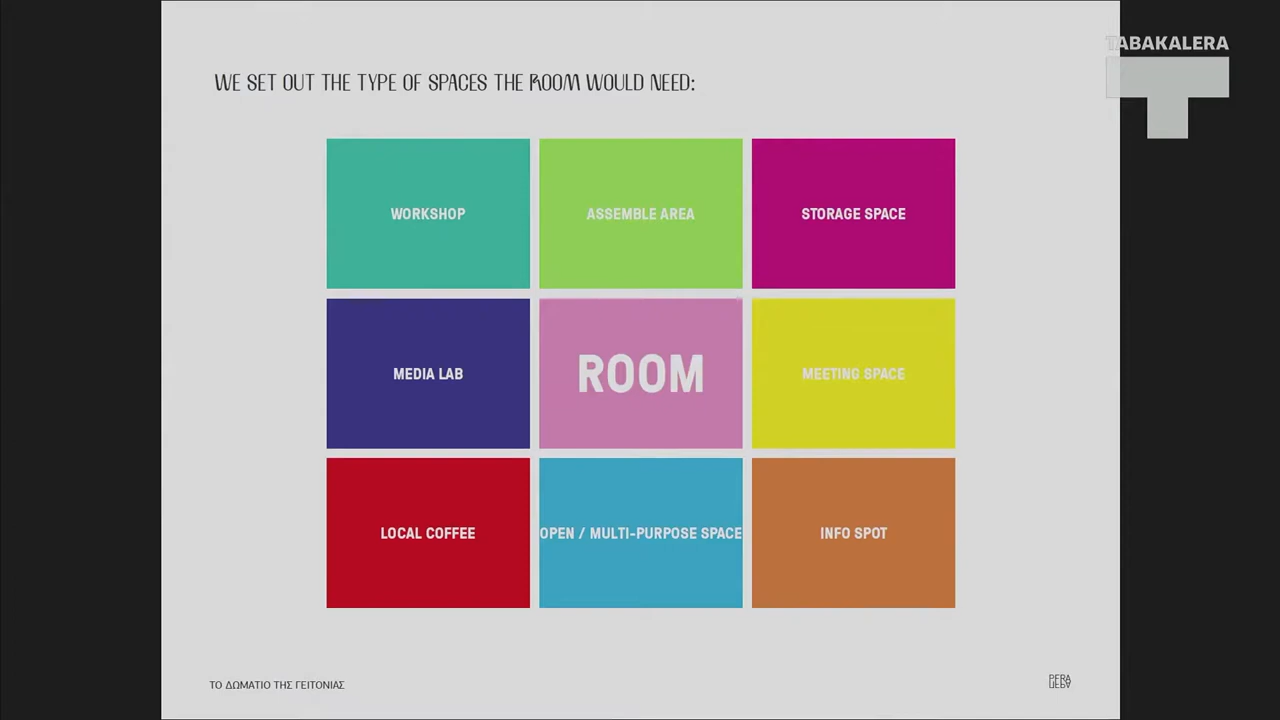 TABAKALERA
WE SET OUT THE TYPE OF SPACES THE ROOM WOULD NEED:
WORKSHOP
ASSEMBLE AREA
STORAGE SPACE
MEDIA LAB
ROOM
MEETING SPACE
LOCAL COFFEE
OPEN / MULTI-PURPOSE SPACE
INFO SPOT
ΤΟ ΔΩΜΑΤΙΟ ΤΗΣ ΓΕΙΤΟΝΙΑΣ